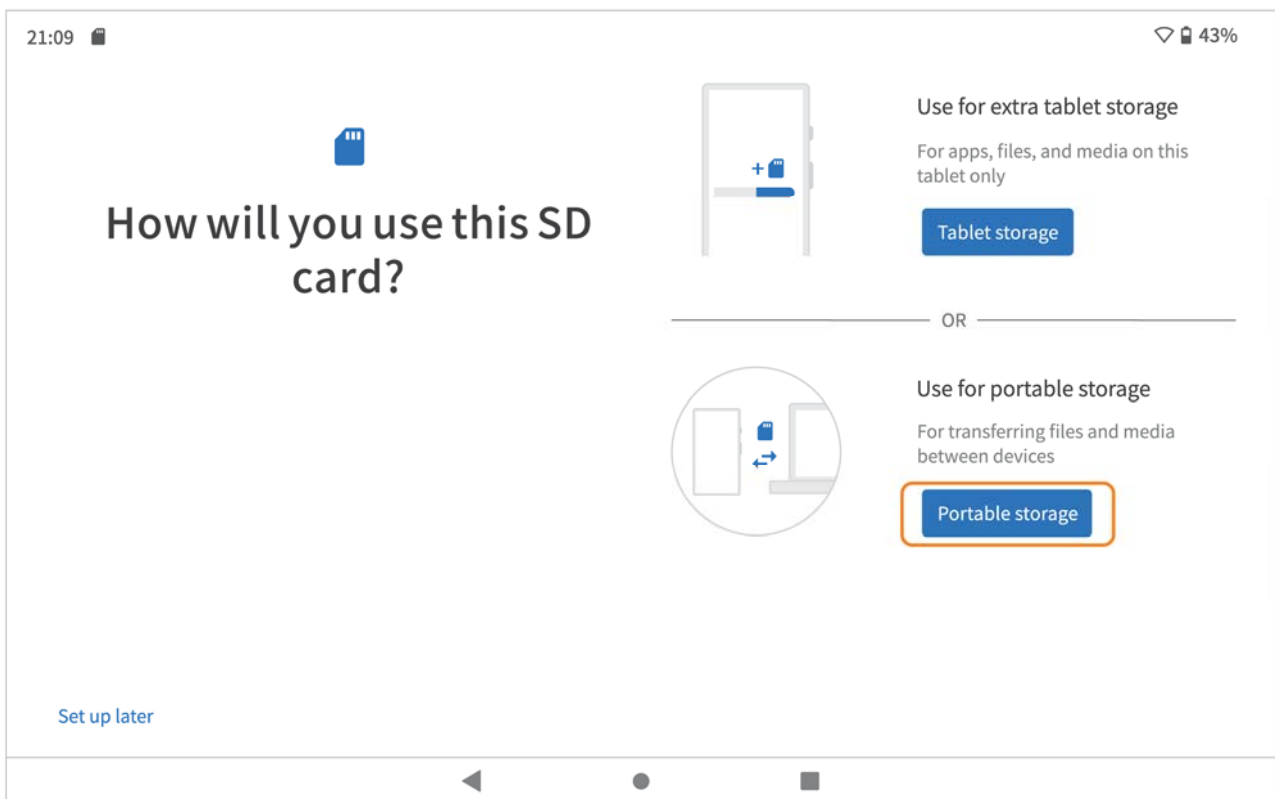 21:09
43%
How will you use this SD
card?
Use for extra tablet storage
For apps, files, and media on this
tablet only
Tablet storage
OR
Use for portable storage
For transferring files and media
between devices
Portable storage
Set up later